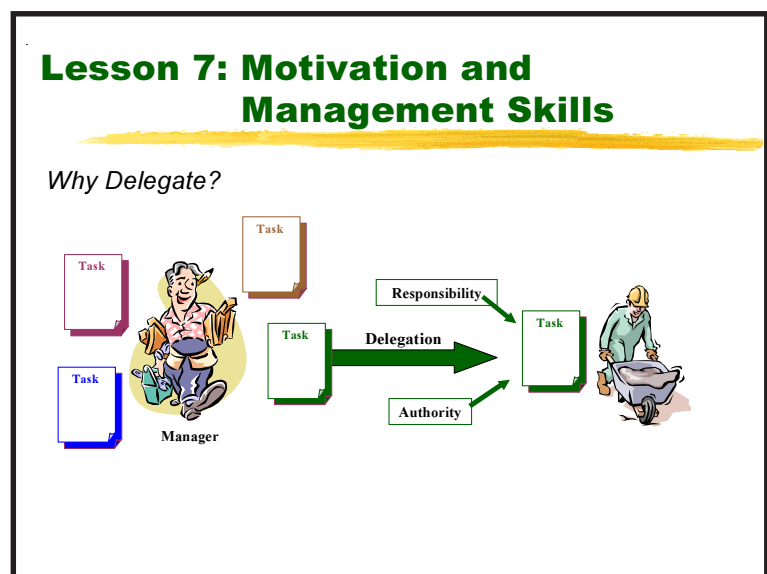 Lesson 7: Motivation and
Management Skills
Why Delegate?
Task
Task
Responsibility
Task
Delegation
Task
Task
Authority
Manager